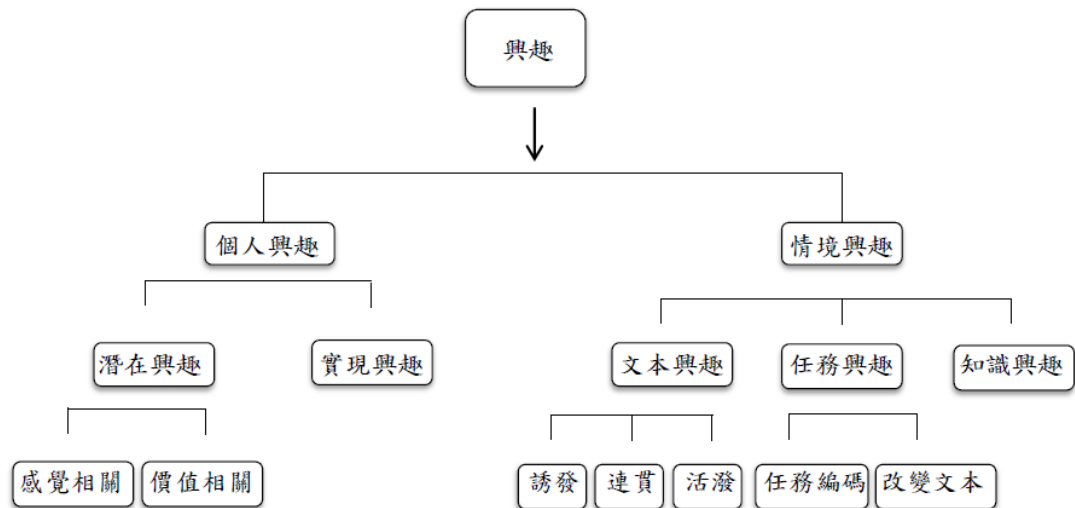 興趣
個人興趣
情境興趣
潛在興趣
實現興趣
文本興趣
任務興趣
知識興趣
感覺相關
價值相關
誘發
連貫
活潑
任務編碼
改變文本